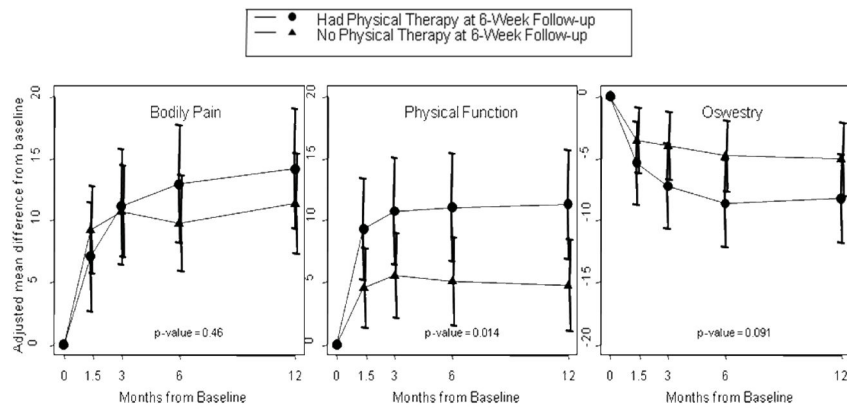 Had Physical Therapy at 6-Week Follow-up
No Physical Therapy at 6-Week Follow-up
Adjusted mean difference from baseline
Bodily Pain
20
15
10
5
0
p-value = 0.46
0 1.5 3 6 12
Months from Baseline
Physical Function
20
15
10
5
0
p-value = 0.014
0 1.5 3 6 12
Months from Baseline
Oswestry
0
-5
-10
-15
-20
p-value = 0.091
0 1.5 3 6 12
Months from Baseline